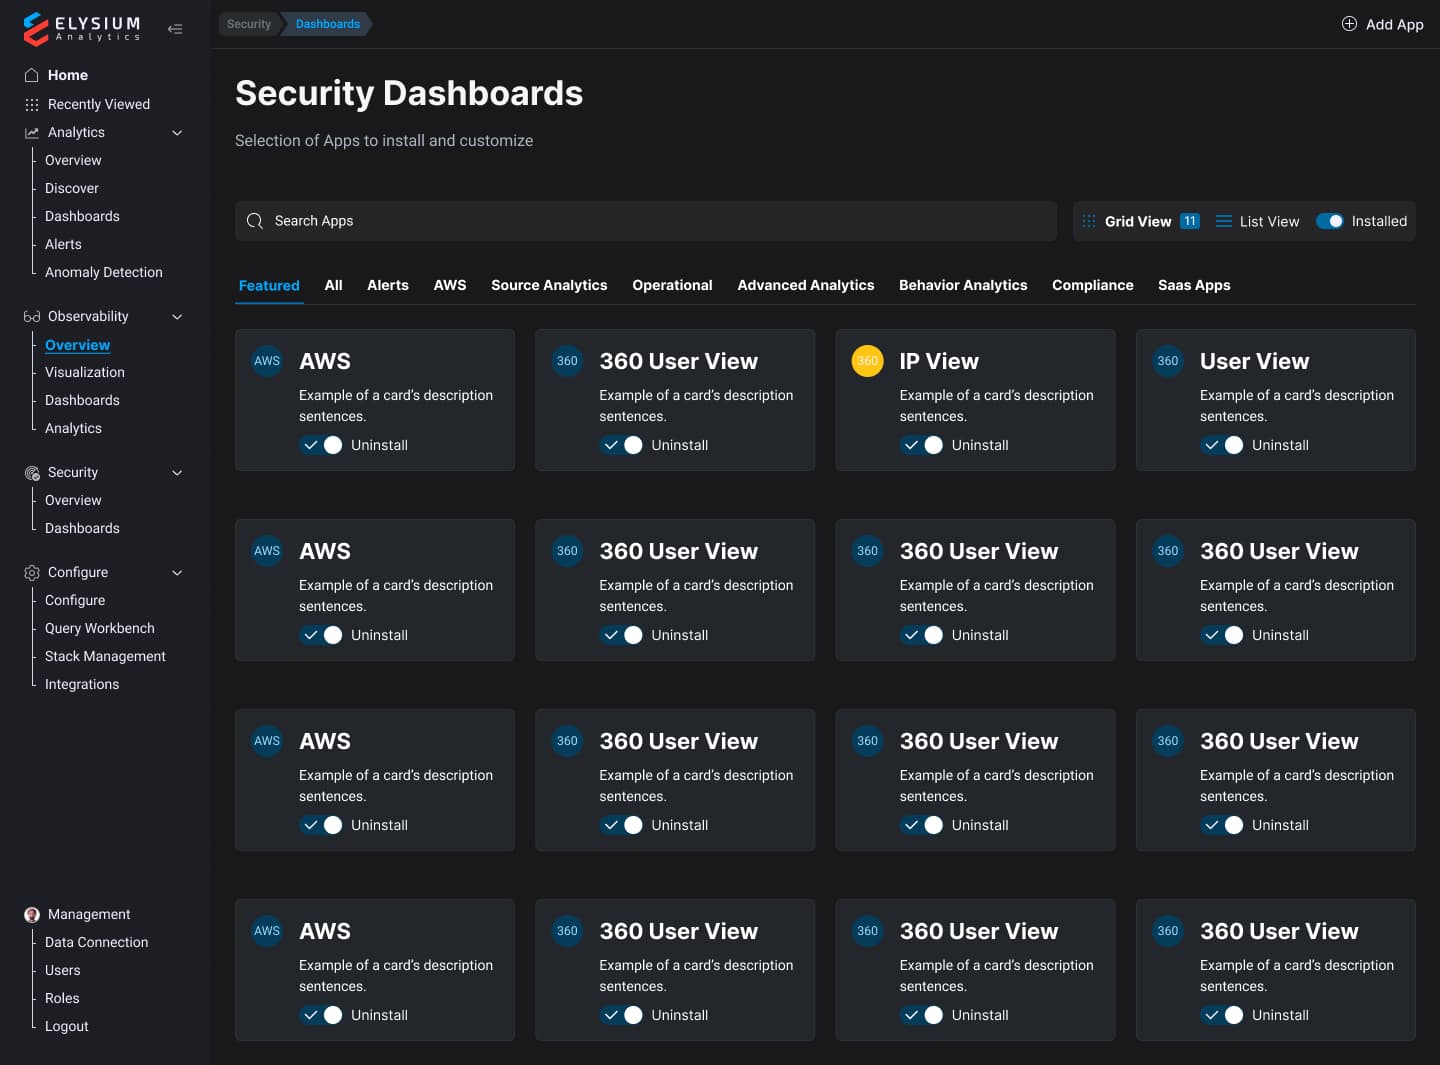 ELYSIUM
Analytics
Home
Recently Viewed
Analytics
Overview
Discover
Dashboards
Alerts
Anomaly Detection
Observability
Overview
Visualization
Dashboards
Analytics
Security
Overview
Dashboards
Configure
Configure
Query Workbench
Stack Management
Integrations
Management
Data Connection
Users
Roles
Logout
Security Dashboards
Add App
Security Dashboards
Selection of Apps to install and customize
Search Apps
Grid View 11 List View Installed
Featured All Alerts AWS Source Analytics Operational Advanced Analytics Behavior Analytics Compliance Saas Apps
AWS AWS
Example of a card’s description
sentences.
Uninstall
360 360 User View
Example of a card’s description
sentences.
Uninstall
360 IP View
Example of a card’s description
sentences.
Uninstall
360 User View
Example of a card’s description
sentences.
Uninstall
AWS AWS
Example of a card’s description
sentences.
Uninstall
360 360 User View
Example of a card’s description
sentences.
Uninstall
360 360 User View
Example of a card’s description
sentences.
Uninstall
360 360 User View
Example of a card’s description
sentences.
Uninstall
AWS AWS
Example of a card’s description
sentences.
Uninstall
360 360 User View
Example of a card’s description
sentences.
Uninstall
360 360 User View
Example of a card’s description
sentences.
Uninstall
360 360 User View
Example of a card’s description
sentences.
Uninstall
AWS AWS
Example of a card’s description
sentences.
Uninstall
360 360 User View
Example of a card’s description
sentences.
Uninstall
360 360 User View
Example of a card’s description
sentences.
Uninstall
360 360 User View
Example of a card’s description
sentences.
Uninstall